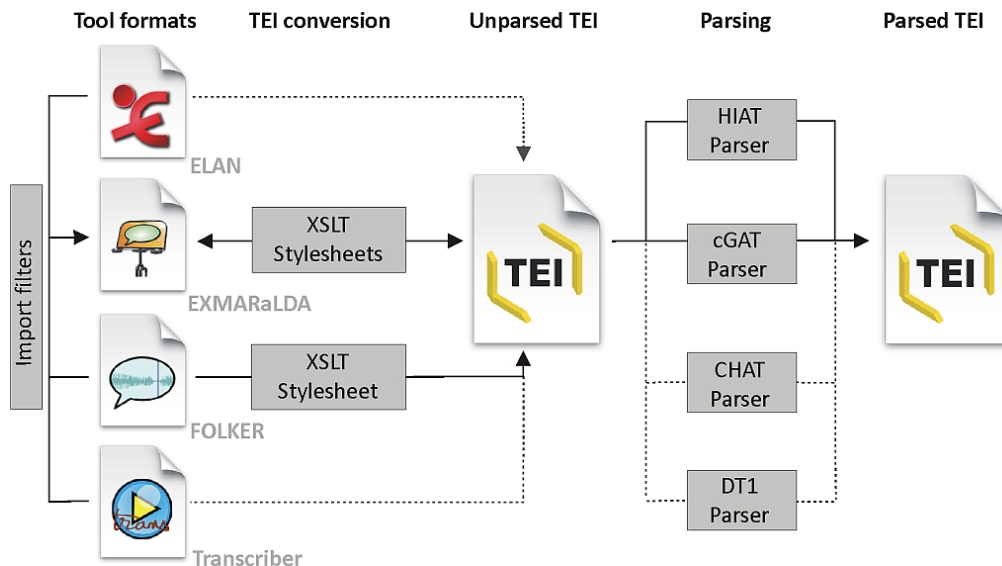 Tool formats
TEI conversion
Unparsed TEI
Parsing
Parsed TEI
Import filters
ELAN
EXMARaLDA
FOLKER
trans
Transcriber
XSLT
Stylesheets
XSLT
Stylesheet
TEI
HIAT
Parser
cGAT
Parser
CHAT
Parser
DT1
Parser
TEI